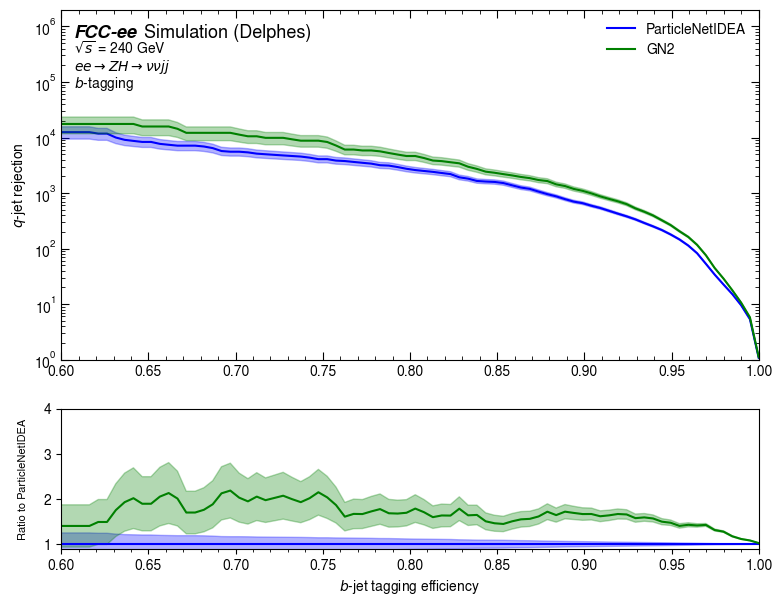 FCC-ee Simulation (Delphes)
√s = 240 GeV
ee → ZH → ννjj
b-tagging
ParticleNetIDEA
GN2
q-jet rejection
10⁶
10⁵
10⁴
10³
10²
10¹
10⁰
0.60 0.65 0.70 0.75 0.80 0.85 0.90 0.95 1.00
Ratio to ParticleNetIDEA
4
3
2
1
0.60 0.65 0.70 0.75 0.80 0.85 0.90 0.95 1.00
b-jet tagging efficiency